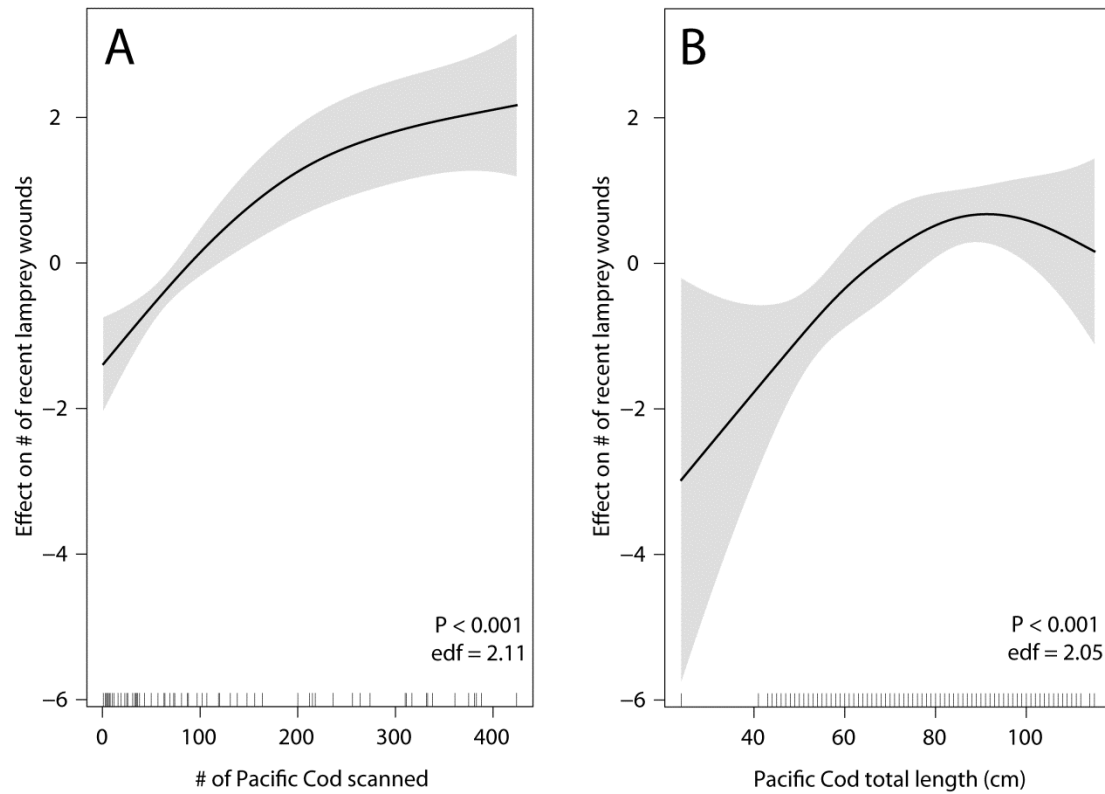 A
Effect on # of recent lamprey wounds
2
0
−2
−4
−6
P < 0.001
edf = 2.11
0 100 200 300 400
# of Pacific Cod scanned
B
Effect on # of recent lamprey wounds
2
0
−2
−4
−6
P < 0.001
edf = 2.05
40 60 80 100
Pacific Cod total length (cm)